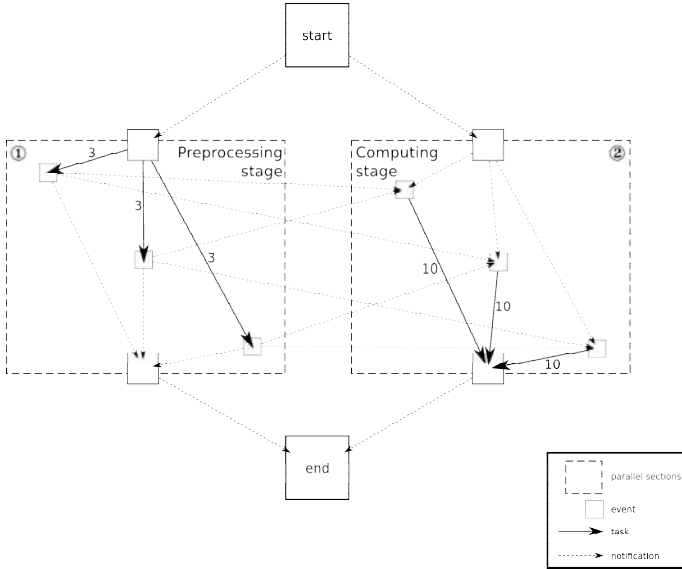 start
① Preprocessing
stage
Computing ②
stage
3
3
3
10
10
10
end
parallel sections
event
task
notification